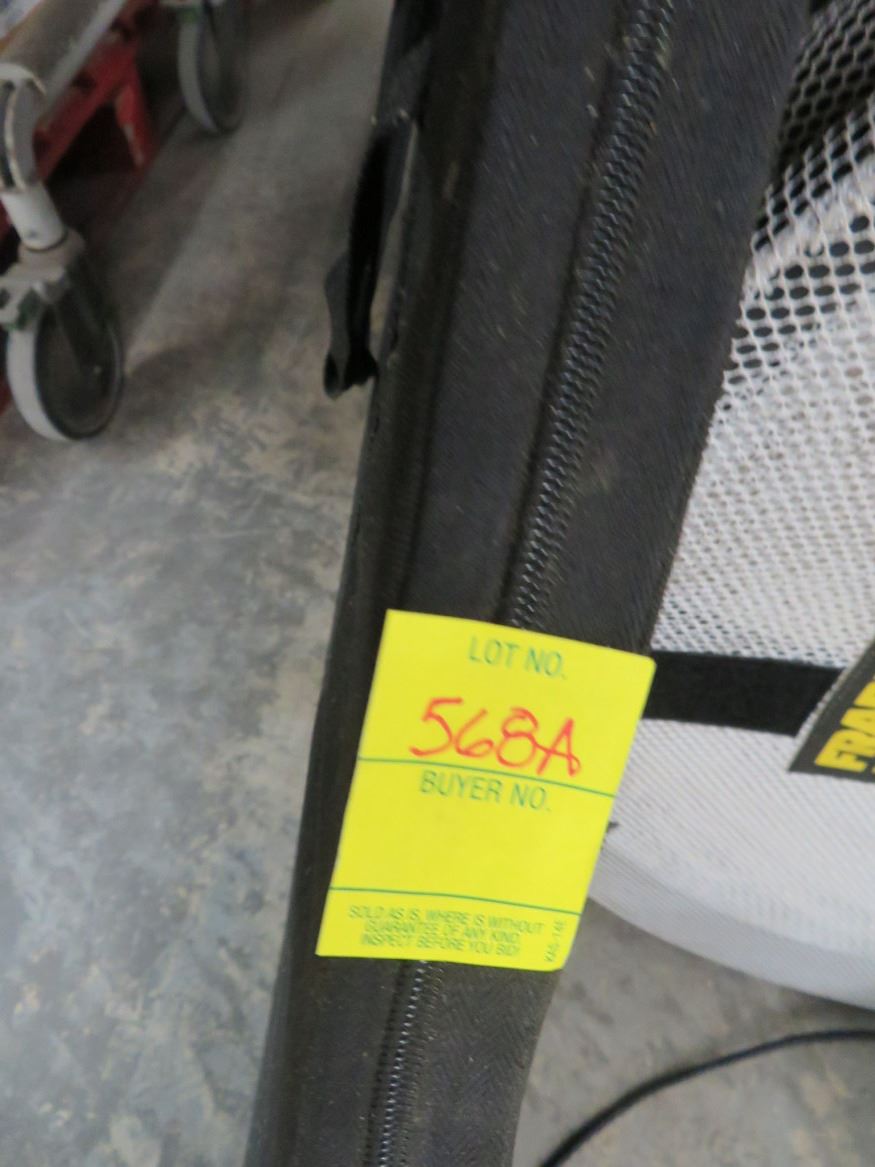 LOT NO.
568A
BUYER NO.
SOLD AS IS, WHERE IS WITHOUT
GUARANTEE OF ANY KIND,
INSPECT BEFORE YOU BID!